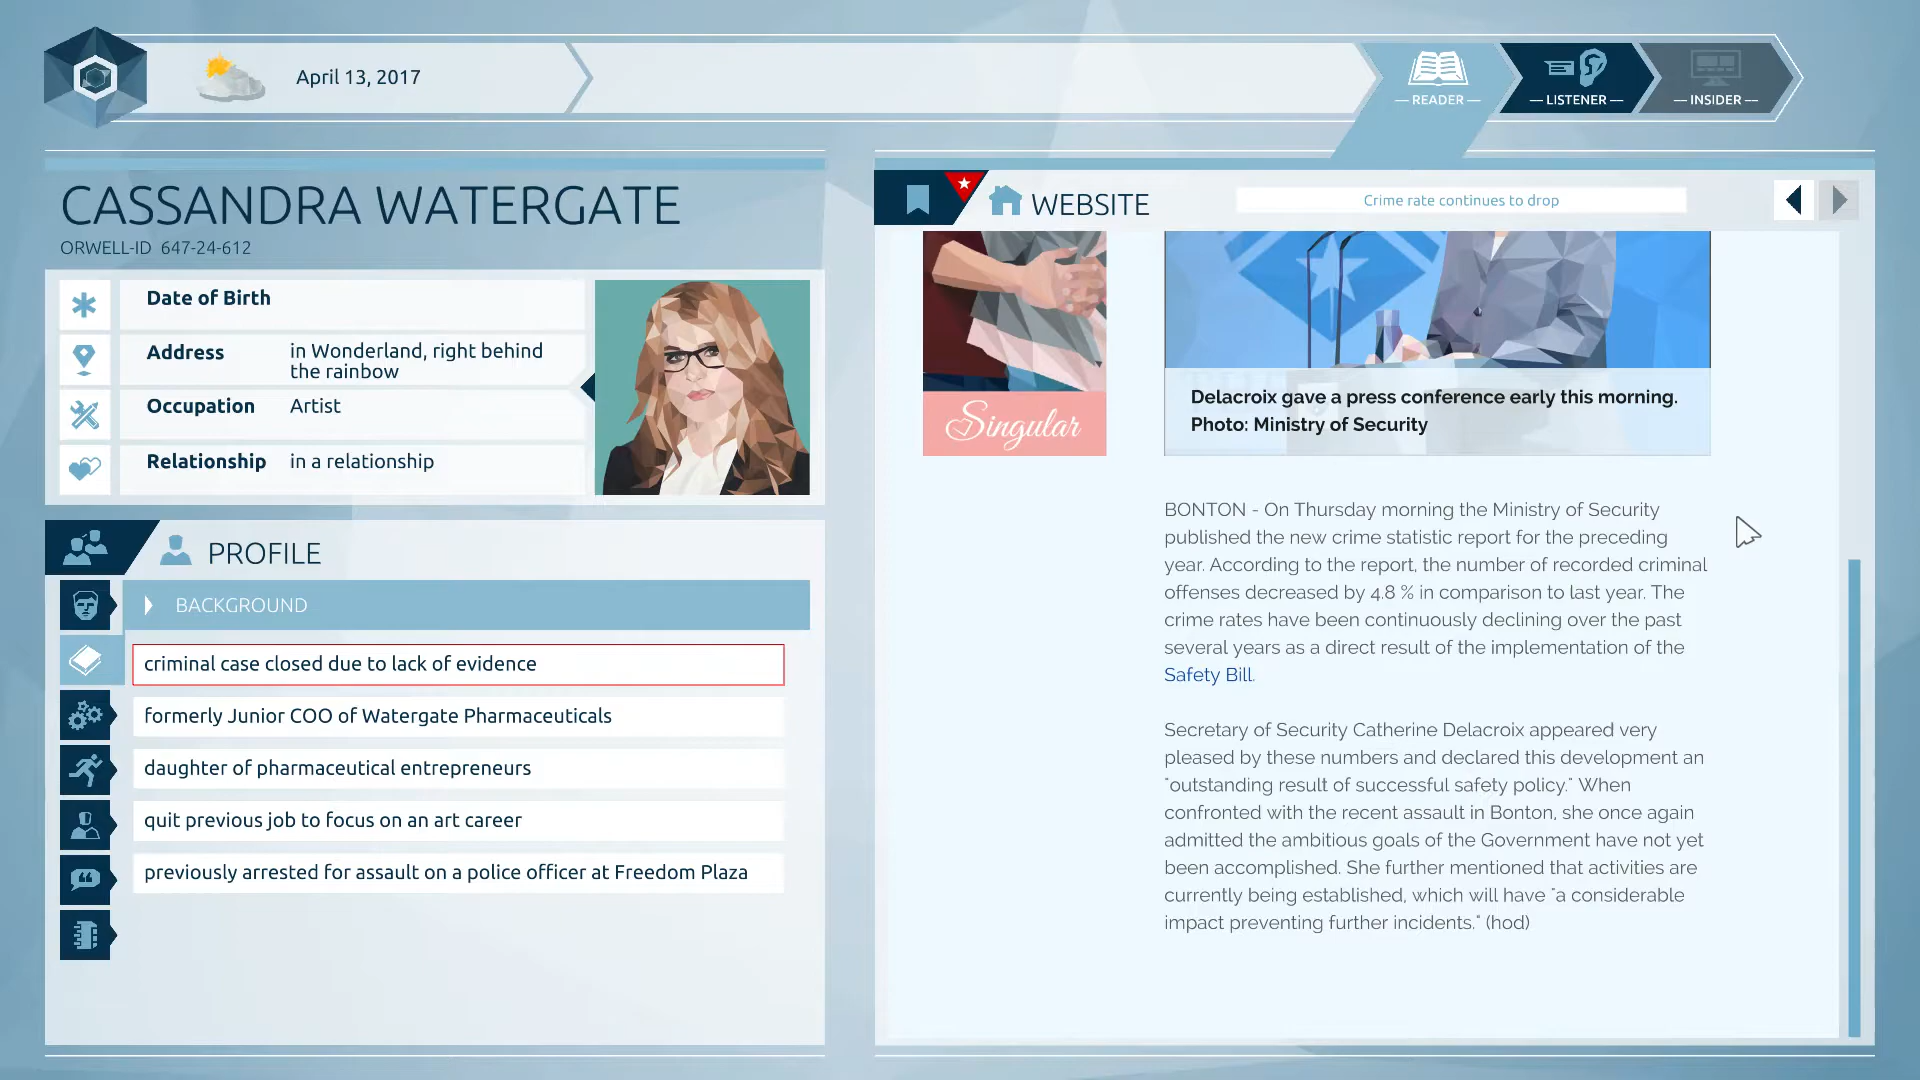 April 13, 2017
— READER —
— LISTENER —
— INSIDER —
CASSANDRA WATERGATE
ORWELL-ID 647-24-612
Date of Birth
Address in Wonderland, right behind
the rainbow
Occupation Artist
Relationship in a relationship
PROFILE
BACKGROUND
criminal case closed due to lack of evidence
formerly Junior COO of Watergate Pharmaceuticals
daughter of pharmaceutical entrepreneurs
quit previous job to focus on an art career
previously arrested for assault on a police officer at Freedom Plaza
WEBSITE
Crime rate continues to drop
Singular
Delacroix gave a press conference early this morning.
Photo: Ministry of Security
BONTON - On Thursday morning the Ministry of Security
published the new crime statistic report for the preceding
year. According to the report, the number of recorded criminal
offenses decreased by 4.8 % in comparison to last year. The
crime rates have been continuously declining over the past
several years as a direct result of the implementation of the
Safety Bill.
Secretary of Security Catherine Delacroix appeared very
pleased by these numbers and declared this development an
"outstanding result of successful safety policy." When
confronted with the recent assault in Bonton, she once again
admitted the ambitious goals of the Government have not yet
been accomplished. She further mentioned that activities are
currently being established, which will have "a considerable
impact preventing further incidents." (hod)